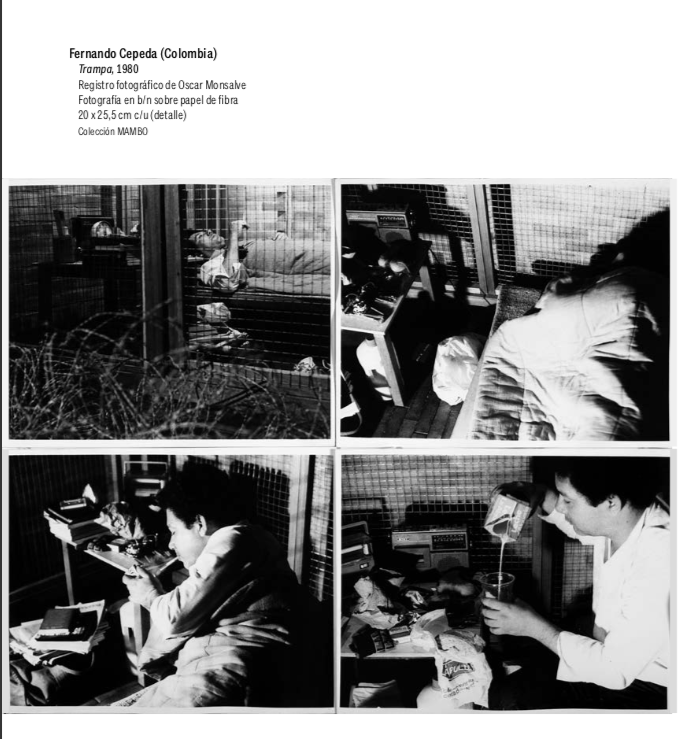 Fernando Cepeda (Colombia)
Trampa, 1980
Registro fotográfico de Oscar Monsalve
Fotografía en b/n sobre papel de fibra
20 x 25,5 cm c/u (detalle)
Colección MAMBO